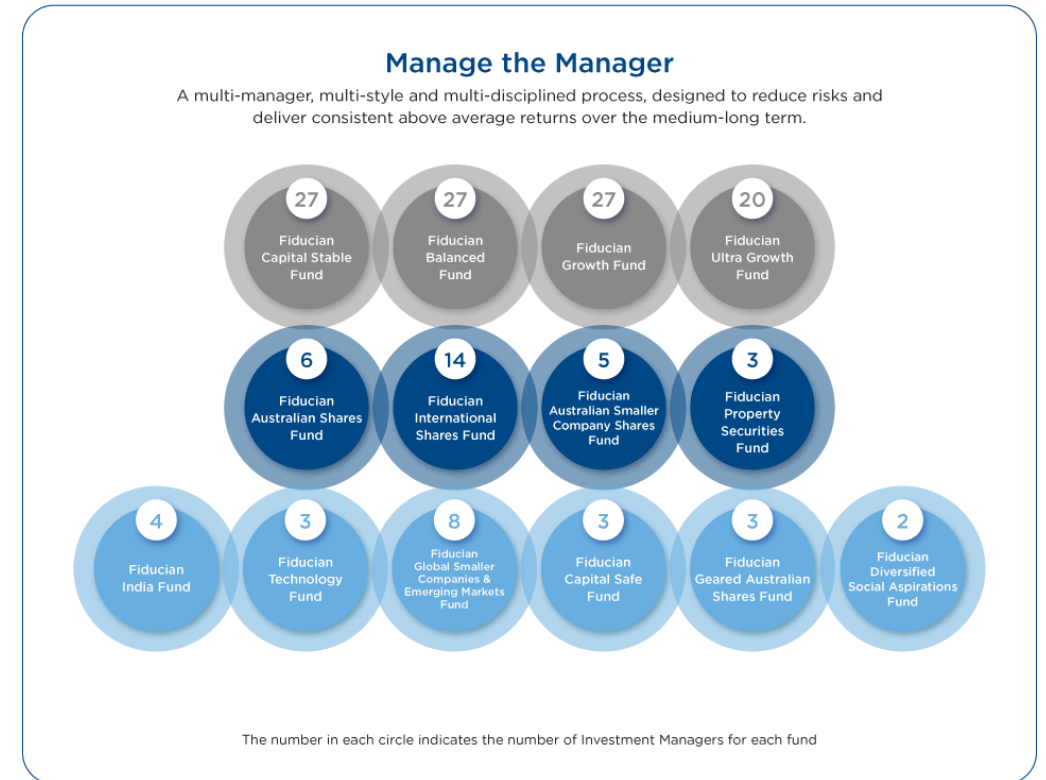 Manage the Manager
A multi-manager, multi-style and multi-disciplined process, designed to reduce risks and
deliver consistent above average returns over the medium-long term.
27
Fiducian
Capital Stable
Fund
27
Fiducian
Balanced
Fund
27
Fiducian
Growth Fund
20
Fiducian
Ultra Growth
Fund
6
Fiducian
Australian Shares
Fund
14
Fiducian
International
Shares Fund
5
Fiducian
Australian Smaller
Company Shares
Fund
3
Fiducian
Property
Securities
Fund
4
Fiducian
India Fund
3
Fiducian
Technology
Fund
8
Fiducian
Global Smaller
Companies &
Emerging Markets
Fund
3
Fiducian
Capital Safe
Fund
3
Fiducian
Geared Australian
Shares Fund
2
Fiducian
Diversified
Social Aspirations
Fund
The number in each circle indicates the number of Investment Managers for each fund